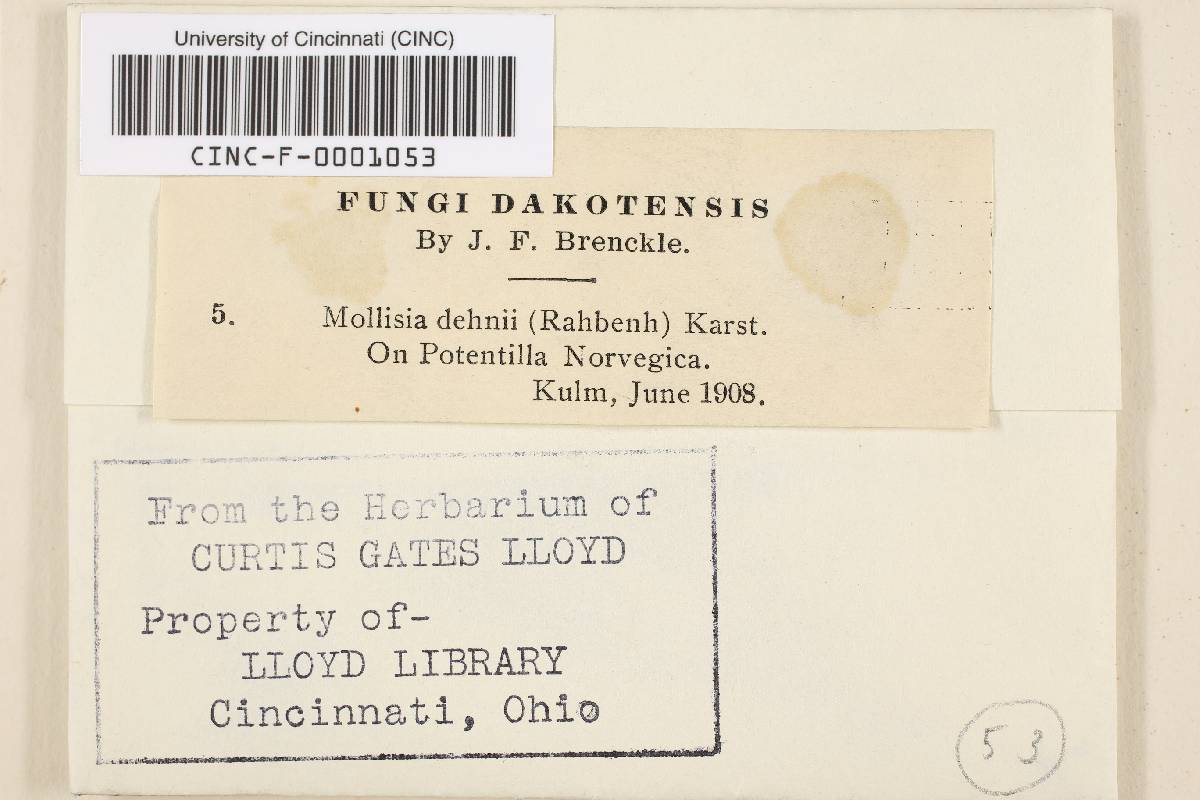 University of Cincinnati (CINC)
CINC-F-0001053
FUNGI DAKOTENSIS
By J. F. Brenckle.
5. Mollisia dehnii (Rahbenh) Karst.
On Potentilla Norvegica.
Kulm, June 1908.
From the Herbarium of
CURTIS GATES LLOYD
Property of-
LLOYD LIBRARY
Cincinnati, Ohio
53